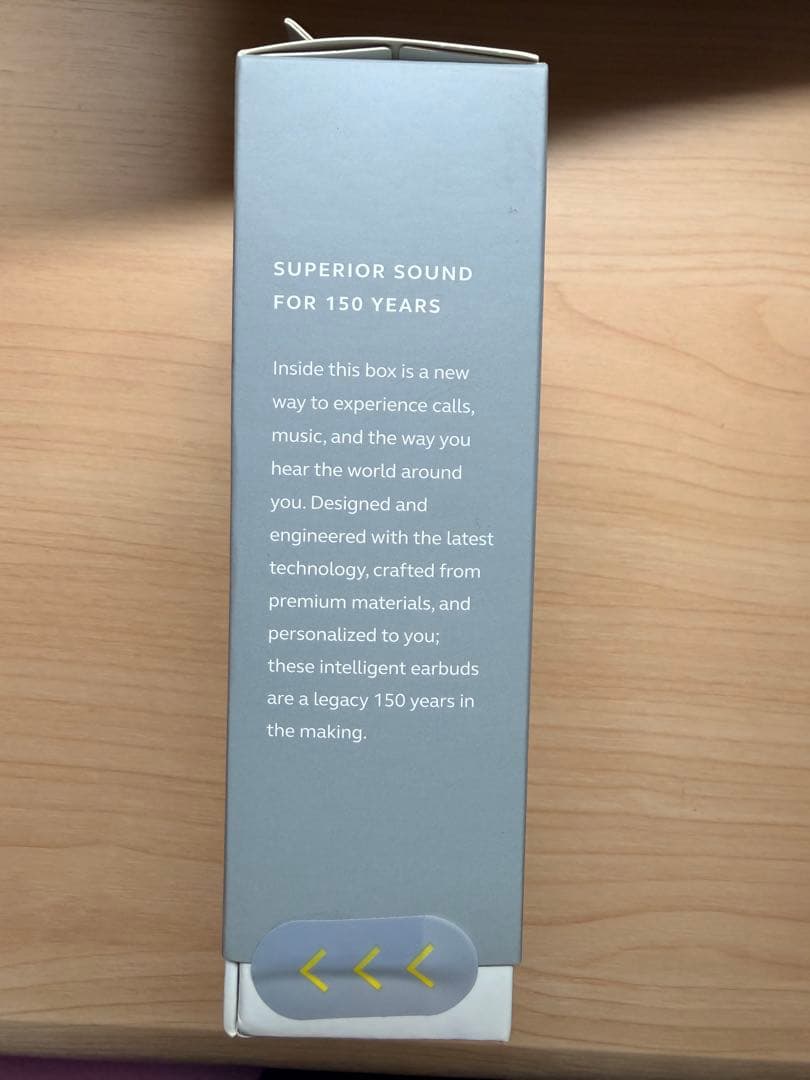 SUPERIOR SOUND
FOR 150 YEARS
Inside this box is a new
way to experience calls,
music, and the way you
hear the world around
you. Designed and
engineered with the latest
technology, crafted from
premium materials, and
personalized to you;
these intelligent earbuds
are a legacy 150 years in
the making.